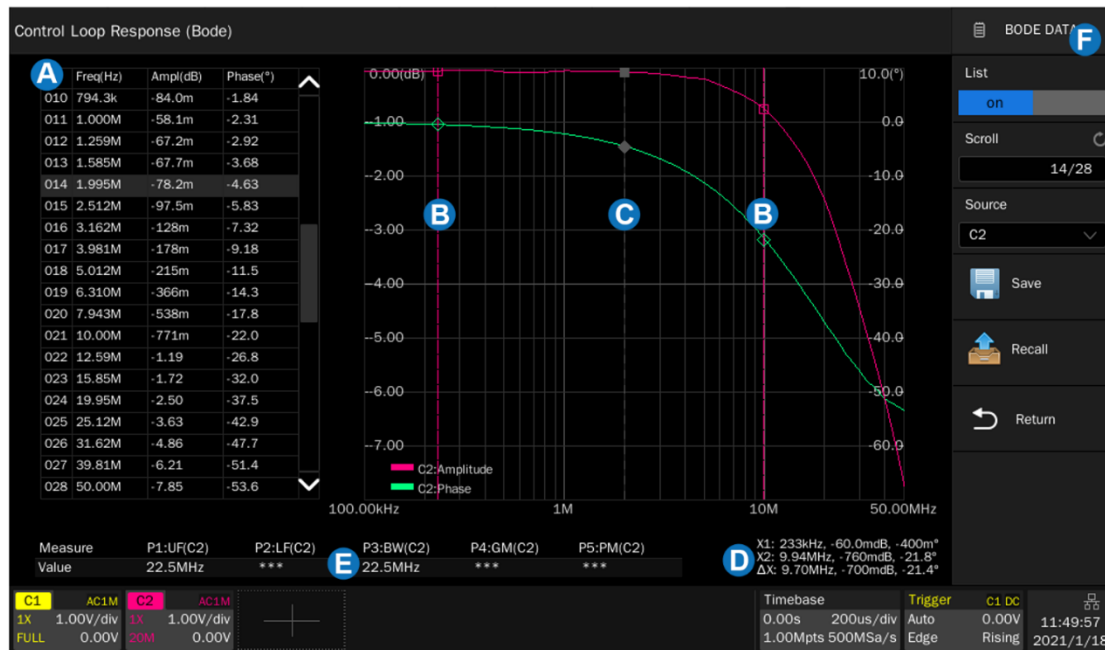 Control Loop Response (Bode)
BODE DATA
F
A
Freq(Hz) Ampl(dB) Phase(°)
010 794.3k -84.0m -1.84
011 1.000M -58.1m -2.31
012 1.259M -67.2m -2.92
013 1.585M -67.7m -3.68
014 1.995M -78.2m -4.63
015 2.512M -97.5m -5.83
016 3.162M -128m -7.32
017 3.981M -178m -9.18
018 5.012M -215m -11.5
019 6.310M -366m -14.3
020 7.943M -538m -17.8
021 10.00M -771m -22.0
022 12.59M -1.19 -26.8
023 15.85M -1.72 -32.0
024 19.95M -2.50 -37.5
025 25.12M -3.63 -42.9
026 31.62M -4.86 -47.7
027 39.81M -6.21 -51.4
028 50.00M -7.85 -53.6
0.00(dB) 10.0(°)
-1.00 0.0
-2.00 -10.0
B C B
-3.00 -20.0
-4.00 -30.0
-5.00 -40.0
-6.00 -50.0
-7.00 -60.0
C2:Amplitude
C2:Phase
100.00kHz 1M 10M 50.00MHz
List
on
Scroll
14/28
Source
C2
Save
Recall
Return
Measure P1:UF(C2) P2:LF(C2) P3:BW(C2) P4:GM(C2) P5:PM(C2)
Value 22.5MHz *** E 22.5MHz *** ***
D
X1: 233kHz, -60.0mdB, -400m°
X2: 9.94MHz, -760mdB, -21.8°
ΔX: 9.70MHz, -700mdB, -21.4°
C1 AC1M
1X 1.00V/div
FULL 0.00V
C2 AC1M
1X 1.00V/div
20M 0.00V
Timebase
0.00s 200us/div
1.00Mpts 500MSa/s
Trigger C1 DC
Auto 0.00V
Edge Rising
11:49:57
2021/1/18